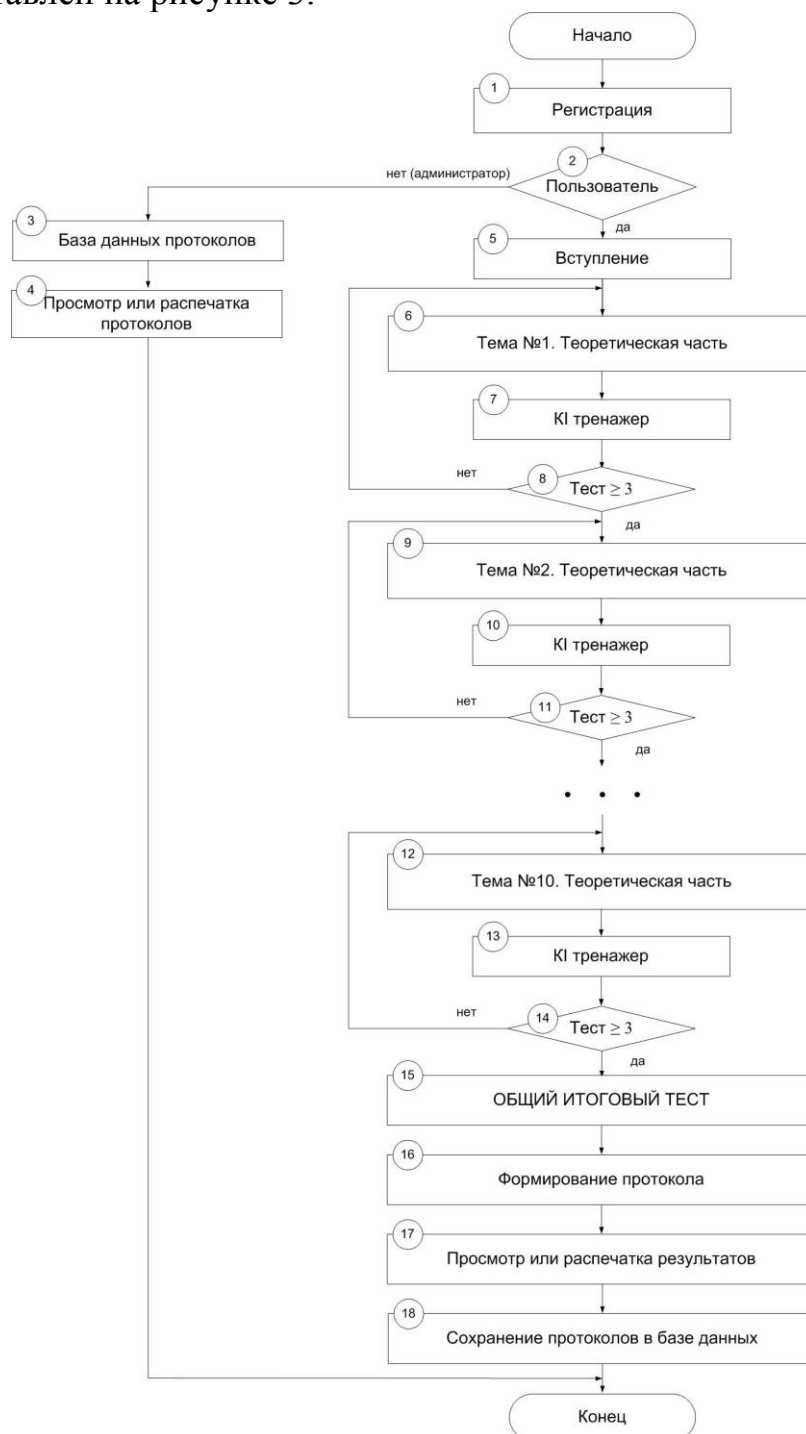 тавлен на рисунке 3.
Начало
1
Регистрация
2
Пользователь
нет (администратор)
да
3
База данных протоколов
4
Просмотр или распечатка
протоколов
5
Вступление
6
Тема №1. Теоретическая часть
7
KI тренажер
8
Тест ≥ 3
нет
да
9
Тема №2. Теоретическая часть
10
KI тренажер
11
Тест ≥ 3
нет
да
• • •
12
Тема №10. Теоретическая часть
13
KI тренажер
14
Тест ≥ 3
нет
да
15
ОБЩИЙ ИТОГОВЫЙ ТЕСТ
16
Формирование протокола
17
Просмотр или распечатка результатов
18
Сохранение протоколов в базе данных
Конец